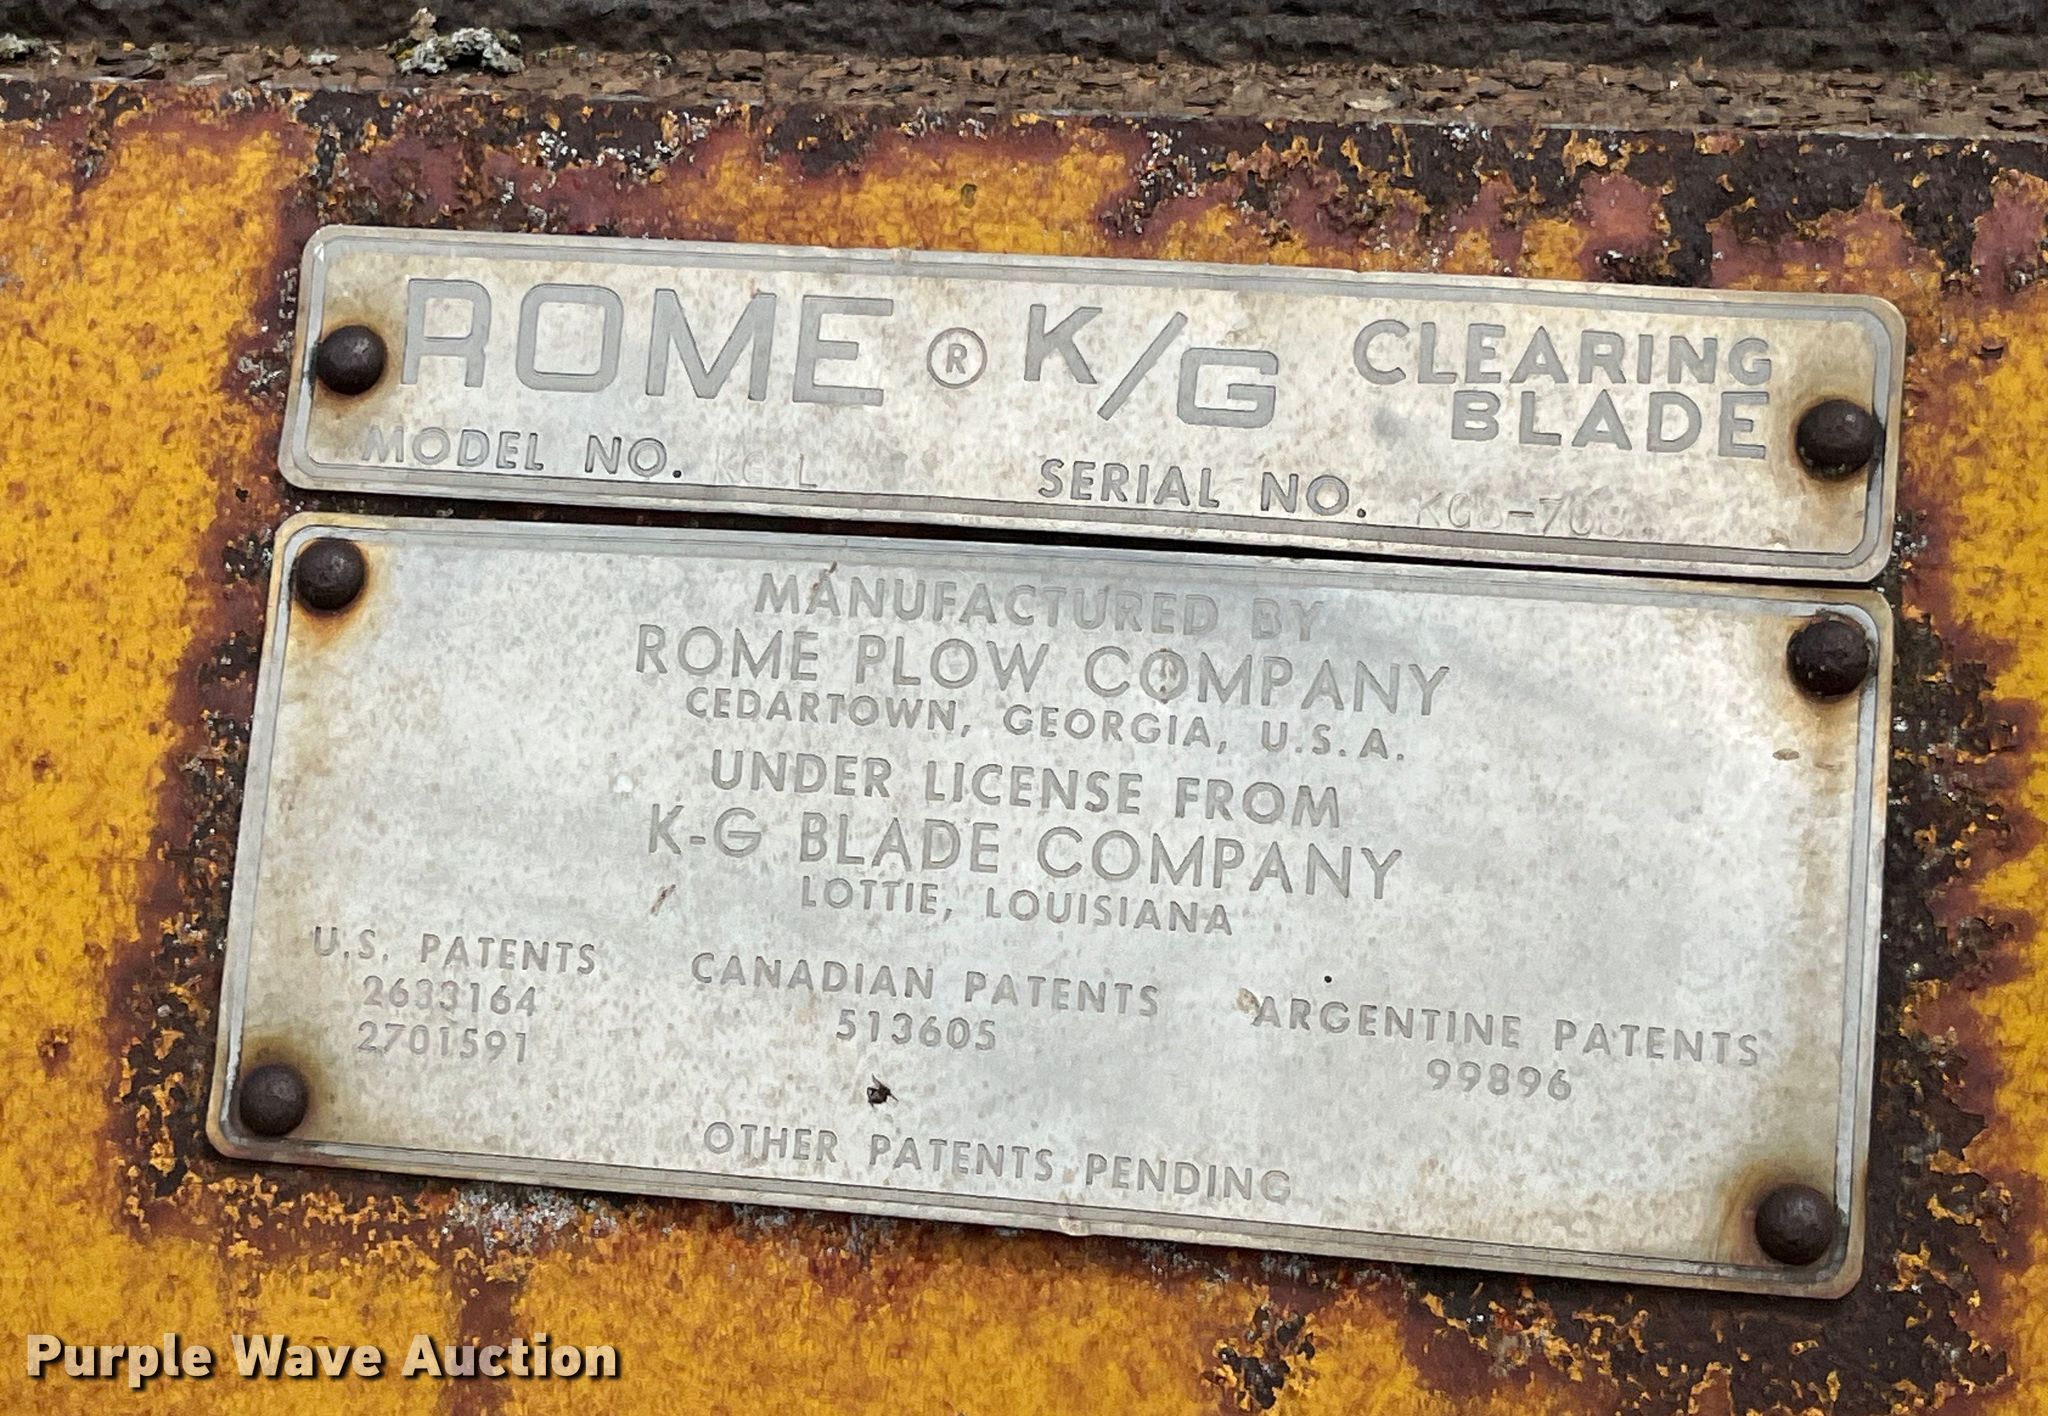 ROME ® K/G CLEARING BLADE
MODEL NO. SERIAL NO.
MANUFACTURED BY
ROME PLOW COMPANY
CEDARTOWN, GEORGIA, U.S.A.
UNDER LICENSE FROM
K-G BLADE COMPANY
LOTTIE, LOUISIANA
U.S. PATENTS
2633164
2701591
CANADIAN PATENTS
513605
ARGENTINE PATENTS
99896
OTHER PATENTS PENDING
Purple Wave Auction